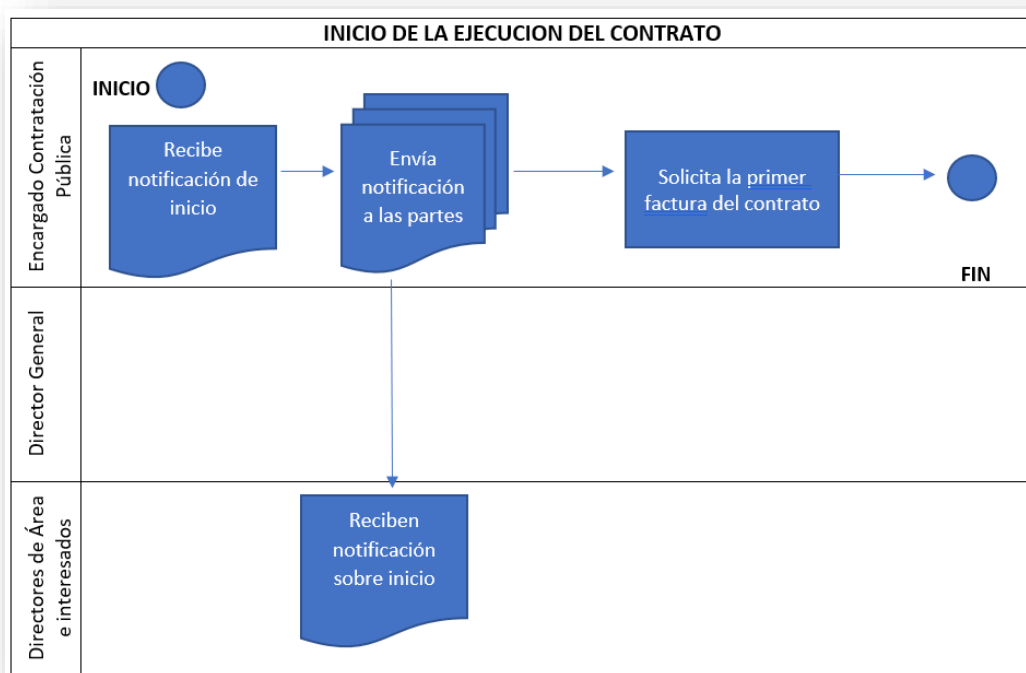 INICIO DE LA EJECUCION DEL CONTRATO
Encargado Contratación
Pública
INICIO
Recibe
notificación de
inicio
Envía
notificación
a las partes
Solicita la primer
factura del contrato
FIN
Director General
Directores de Área
e interesados
Reciben
notificación
sobre inicio